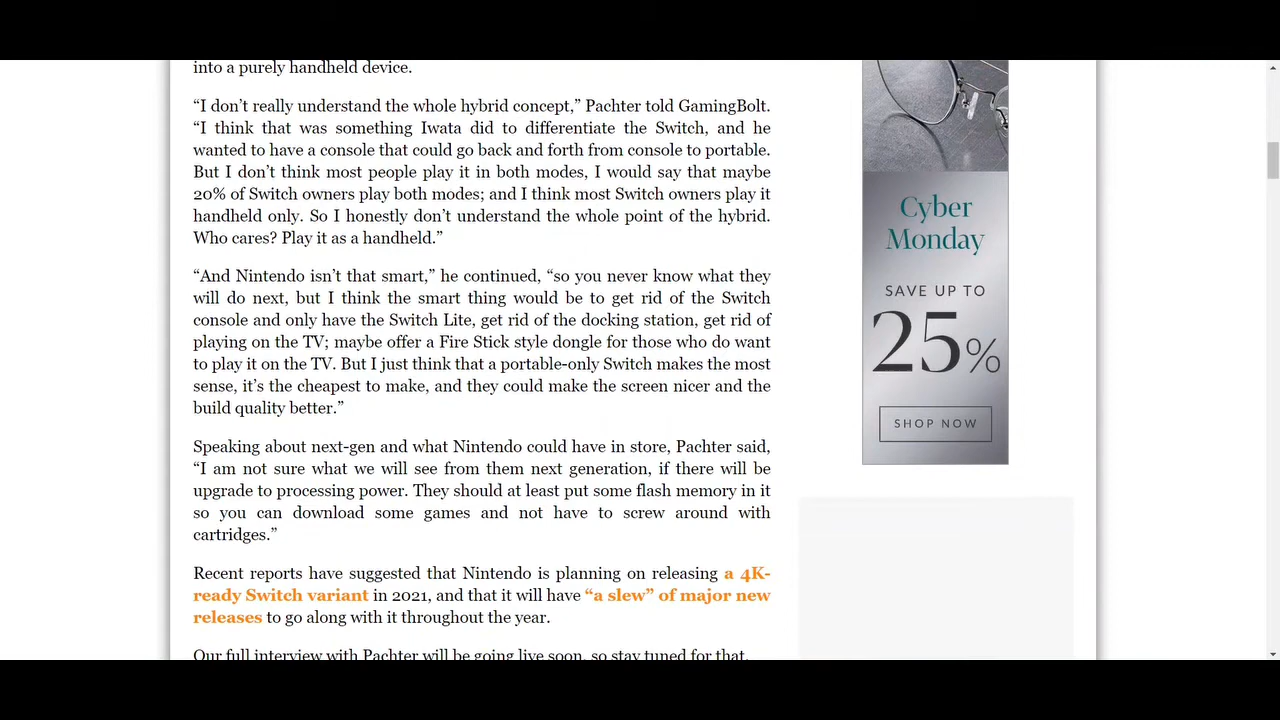 into a purely handheld device.
“I don’t really understand the whole hybrid concept,” Pachter told GamingBolt.
“I think that was something Iwata did to differentiate the Switch, and he
wanted to have a console that could go back and forth from console to portable.
But I don’t think most people play it in both modes, I would say that maybe
20% of Switch owners play both modes; and I think most Switch owners play it
handheld only. So I honestly don’t understand the whole point of the hybrid.
Who cares? Play it as a handheld.”
“And Nintendo isn’t that smart,” he continued, “so you never know what they
will do next, but I think the smart thing would be to get rid of the Switch
console and only have the Switch Lite, get rid of the docking station, get rid of
playing on the TV; maybe offer a Fire Stick style dongle for those who do want
to play it on the TV. But I just think that a portable-only Switch makes the most
sense, it’s the cheapest to make, and they could make the screen nicer and the
build quality better.”
Speaking about next-gen and what Nintendo could have in store, Pachter said,
“I am not sure what we will see from them next generation, if there will be
upgrade to processing power. They should at least put some flash memory in it
so you can download some games and not have to screw around with
cartridges.”
Recent reports have suggested that Nintendo is planning on releasing a 4K-
ready Switch variant in 2021, and that it will have “a slew” of major new
releases to go along with it throughout the year.
Our full interview with Pachter will be going live soon, so stay tuned for that.
Cyber
Monday
SAVE UP TO
25%
SHOP NOW